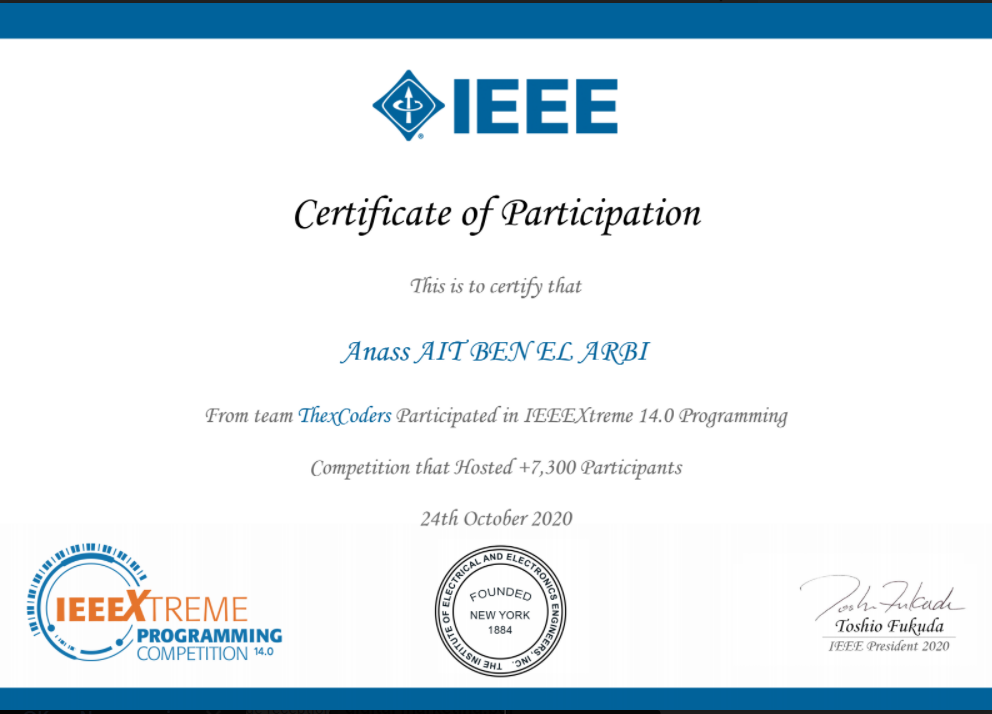 IEEE
Certificate of Participation
This is to certify that
Anass AIT BEN EL ARBI
From team ThexCoders Participated in IEEEXtreme 14.0 Programming
Competition that Hosted +7,300 Participants
24th October 2020
IEEEXTREME
PROGRAMMING
COMPETITION 14.0
THE INSTITUTE OF ELECTRICAL AND ELECTRONICS ENGINEERS, INC.
FOUNDED
NEW YORK
1884
Toshio Fukuda
Toshio Fukuda
IEEE President 2020